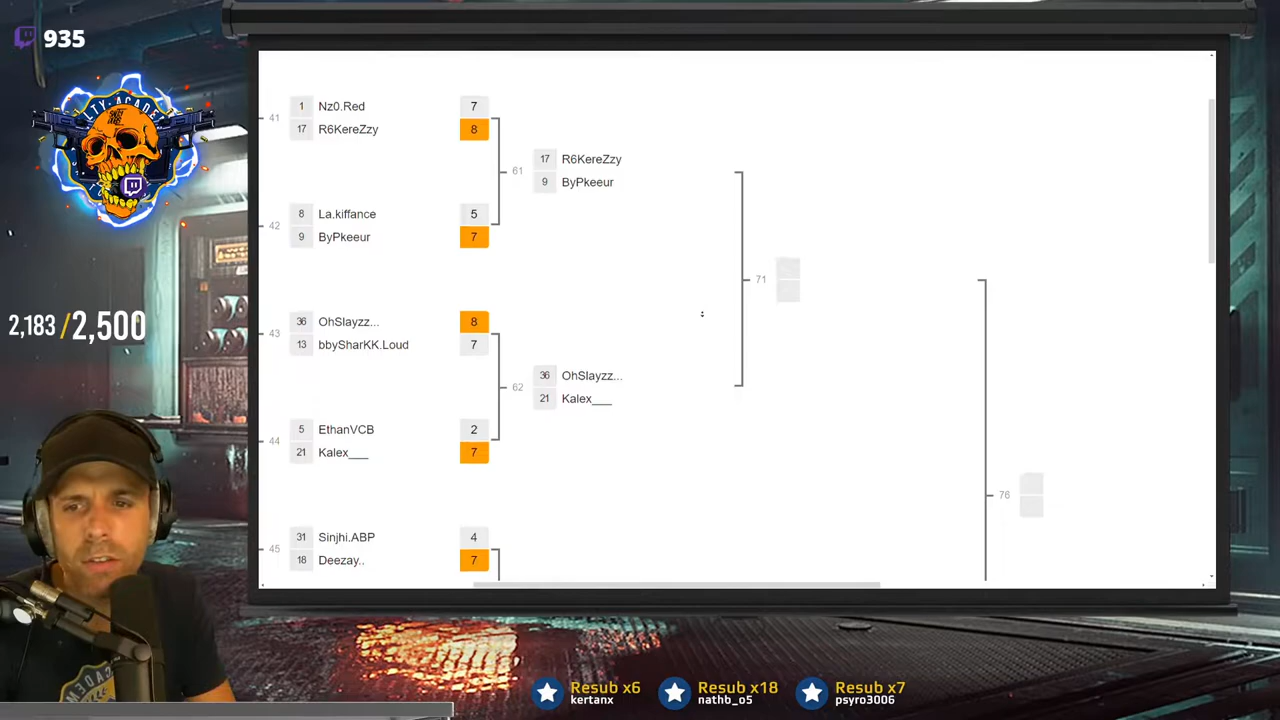 935
41
1 Nz0.Red 7
17 R6KereZzy 8
61
17 R6KereZzy
9 ByPkeeur
42
8 La.kiffance 5
9 ByPkeeur 7
71
43
36 OhSlayzz... 8
13 bbySharKK.Loud 7
62
36 OhSlayzz...
21 Kalex___
44
5 EthanVCB 2
21 Kalex___ 7
76
45
31 Sinjhi.ABP 4
18 Deezay.. 7
2,183 /2,500
Resub x6
kertanx
Resub x18
nathb_o5
Resub x7
psyro3006